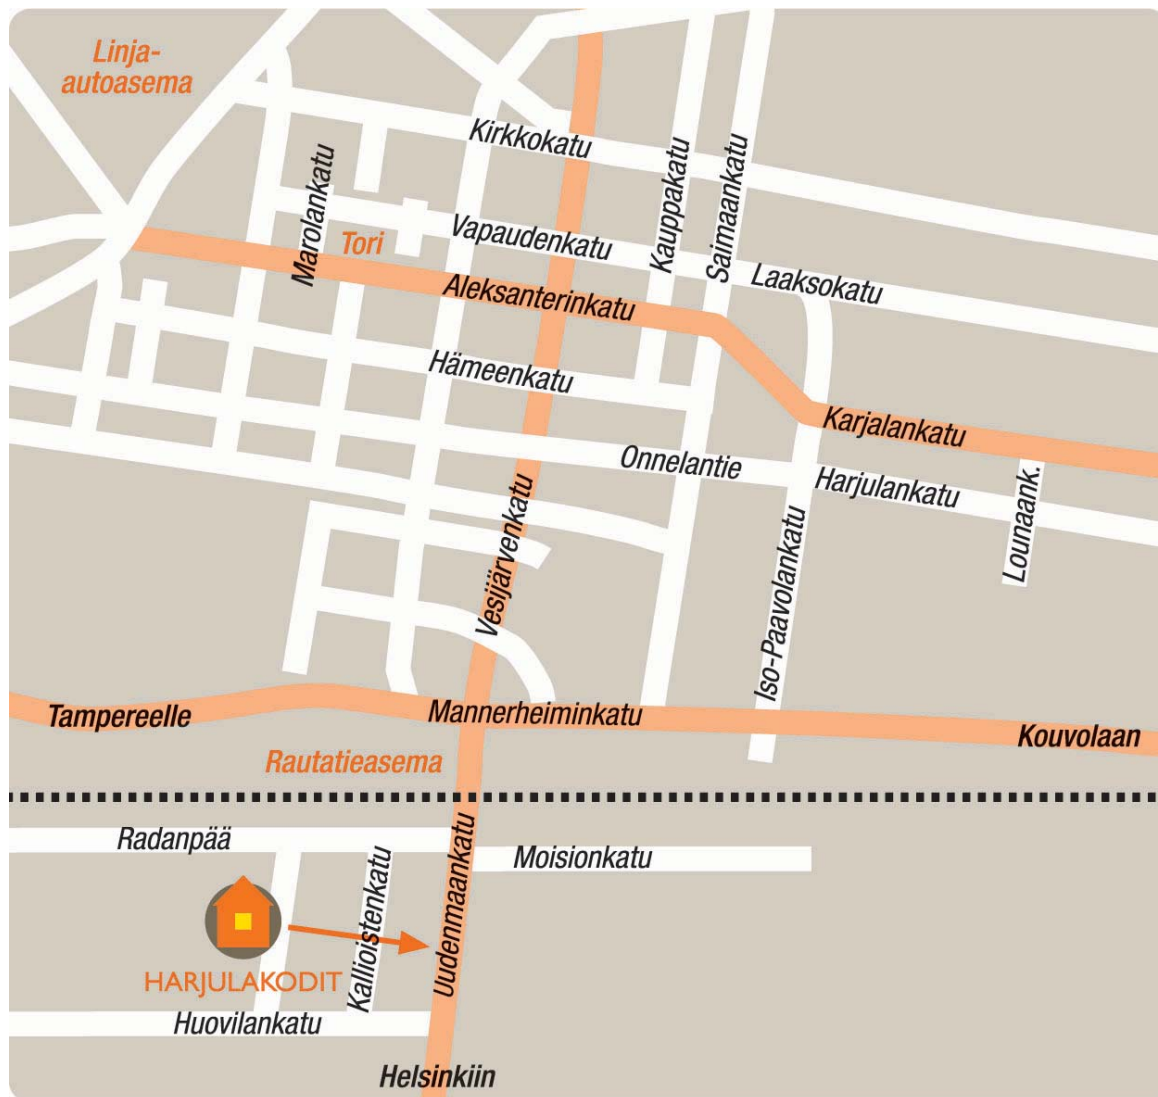 Linja-
autoasema
Kirkkokatu
Marolankatu
Kauppakatu
Saimaankatu
Vapaudenkatu
Tori
Laaksokatu
Aleksanterinkatu
Hämeenkatu
Karjalankatu
Onnelantie
Harjulankatu
Lounaank.
Vesijärvenkatu
Iso-Paavolankatu
Tampereelle
Mannerheiminkatu
Kouvolaan
Rautatieasema
Radanpää
Moisionkatu
Kallioistenkatu
Uudenmaankatu
HARJULAKODIT
Huovilankatu
Helsinkiin